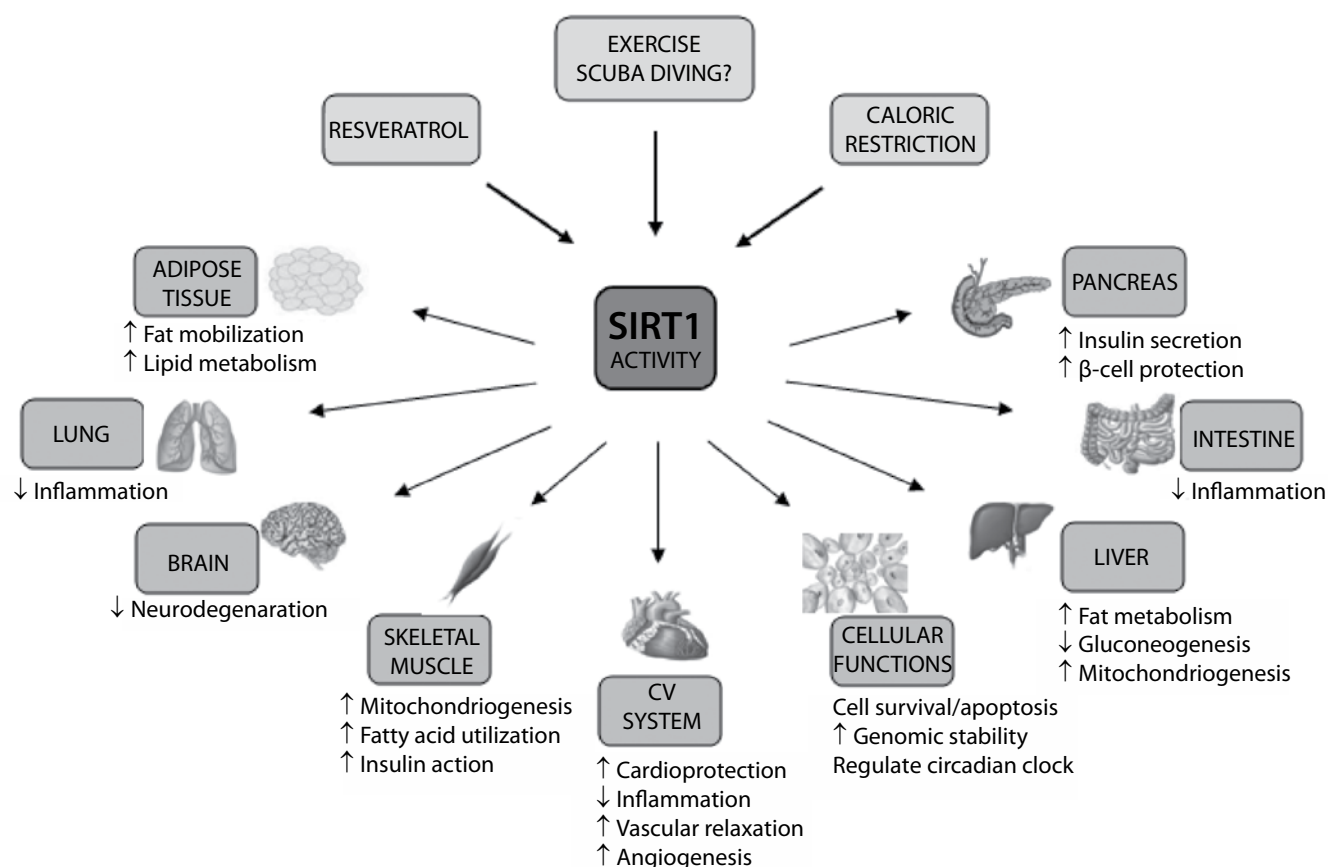 EXERCISE
SCUBA DIVING?
RESVERATROL
CALORIC
RESTRICTION
SIRT1
ACTIVITY
ADIPOSE
TISSUE
↑ Fat mobilization
↑ Lipid metabolism
PANCREAS
↑ Insulin secretion
↑ β-cell protection
LUNG
↓ Inflammation
INTESTINE
↓ Inflammation
BRAIN
↓ Neurodegenaration
LIVER
↑ Fat metabolism
↓ Gluconeogenesis
↑ Mitochondriogenesis
SKELETAL
MUSCLE
↑ Mitochondriogenesis
↑ Fatty acid utilization
↑ Insulin action
CV
SYSTEM
↑ Cardioprotection
↓ Inflammation
↑ Vascular relaxation
↑ Angiogenesis
CELLULAR
FUNCTIONS
Cell survival/apoptosis
↑ Genomic stability
Regulate circadian clock